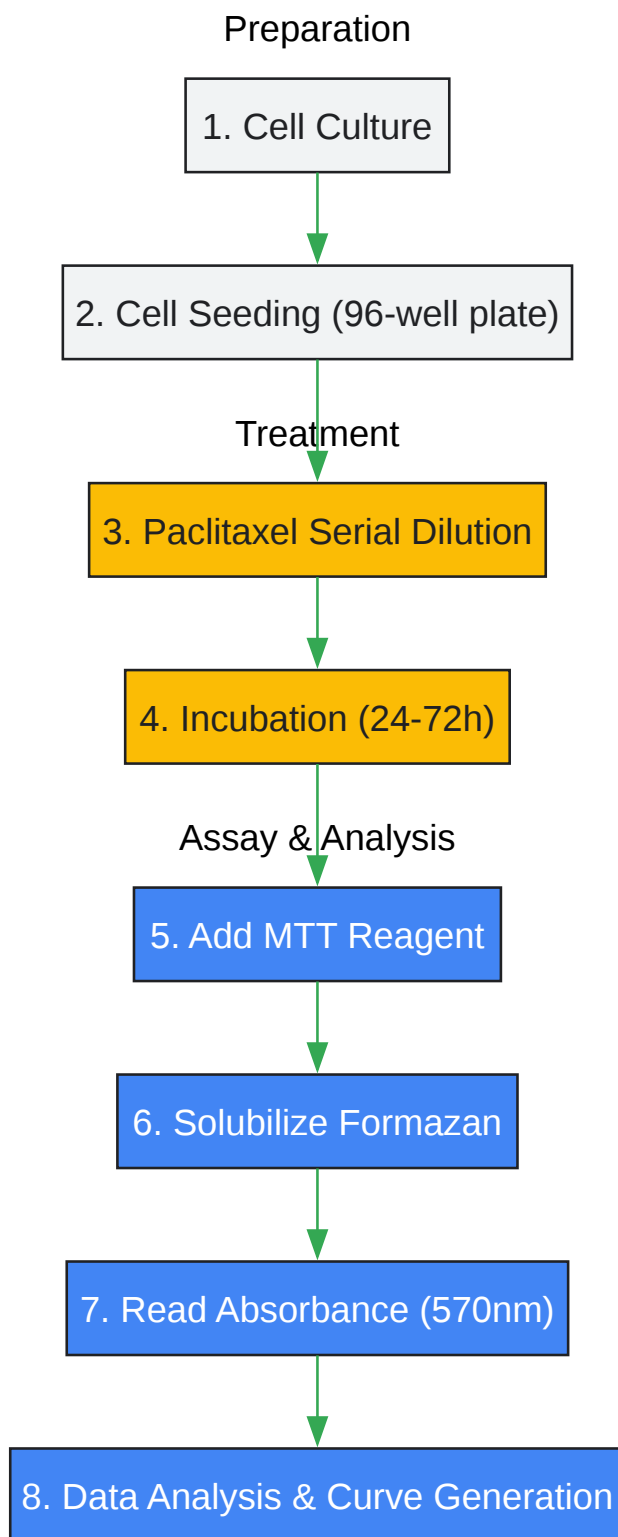 Preparation
1. Cell Culture
2. Cell Seeding (96-well plate)
Treatment
3. Paclitaxel Serial Dilution
4. Incubation (24-72h)
Assay & Analysis
5. Add MTT Reagent
6. Solubilize Formazan
7. Read Absorbance (570nm)
8. Data Analysis & Curve Generation